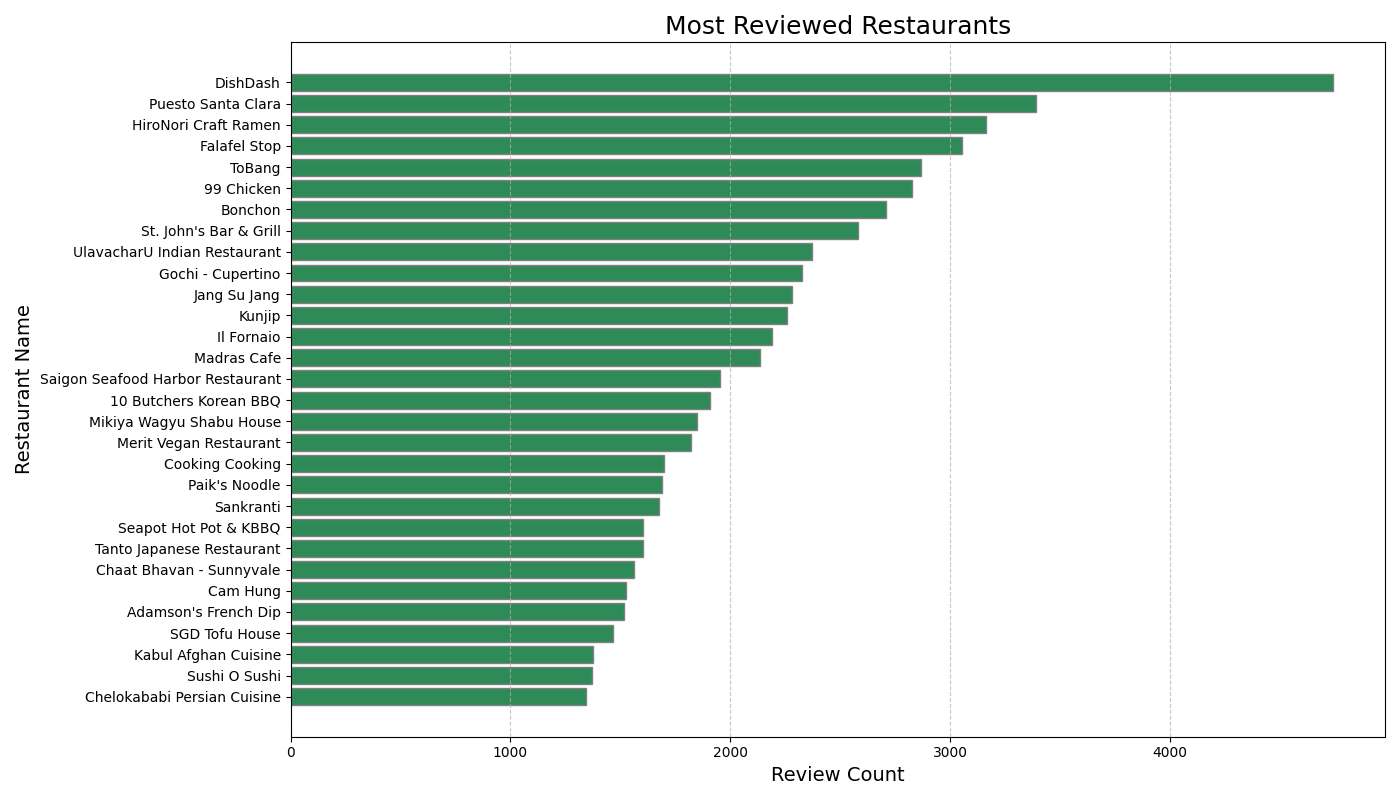 Most Reviewed Restaurants
Restaurant Name
DishDash
Puesto Santa Clara
HiroNori Craft Ramen
Falafel Stop
ToBang
99 Chicken
Bonchon
St. John's Bar & Grill
UlavacharU Indian Restaurant
Gochi - Cupertino
Jang Su Jang
Kunjip
Il Fornaio
Madras Cafe
Saigon Seafood Harbor Restaurant
10 Butchers Korean BBQ
Mikiya Wagyu Shabu House
Merit Vegan Restaurant
Cooking Cooking
Paik's Noodle
Sankranti
Seapot Hot Pot & KBBQ
Tanto Japanese Restaurant
Chaat Bhavan - Sunnyvale
Cam Hung
Adamson's French Dip
SGD Tofu House
Kabul Afghan Cuisine
Sushi O Sushi
Chelokababi Persian Cuisine
0 1000 2000 3000 4000
Review Count